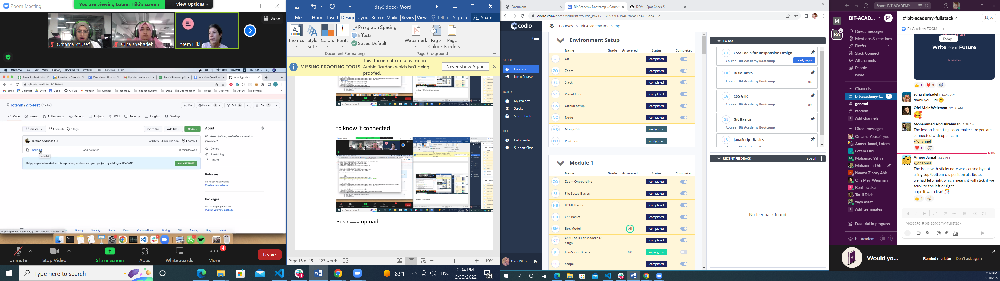 Zoom Meeting
You are viewing Lotem Hiki's screen
View Options
View
Omama Yousef
suha shehadeh
Lotem Hiki
Chrome File Edit View History Bookmarks Profiles Tab Window Help
100%
Thu 14:32
Rawabi cohort data
Elevation - Calenda
Overview « Bit Aca
Updated Invitation
Rawabi Bootcamp
Interview Question
lotemh/git-test
github.com/lotemh/git-test
gmail Calendar Drive Codio GitHub monday fullstack cohort 23 mac for students מיונים Job manager Rawabi CyberArk לקוחות content
lotemh / git-test Public
Pin Unwatch 1 Fork 0 Star 0
Code Issues Pull requests Actions Projects Wiki Security Insights Settings
master 1 branch 0 tags Go to file Add file Code
lotemh add hello file aa842b2 8 minutes ago 1 commit
hello.txt add hello file 8 minutes ago
hello.txt
Help people interested in this repository understand your project by adding a README. Add a README
About
No description, website, or topics
provided.
0 stars
1 watching
0 forks
Releases
No releases published
Create a new release
Packages
No packages published
Publish your first package
https://github.com/lotemh/git-test/blob/master/hello.txt
Privacy Security Status Docs Contact GitHub Pricing API Training Blog About
Unmute Stop Video Share Screen Apps Whiteboards More 4 Leave
Type here to search
day5.docx - Word
File Home Insert Design Layou Refere Mailin Review View Tell m Sign in Share
Themes Style Set Colors Fonts
Paragraph Spacing
Effects
Set as Default
Document Formatting
Watermark Page Color Page Borders
Page Background
MISSING PROOFING TOOLS
This document contains text in
Arabic (Jordan) which isn't being
proofed.
Never Show Again
to know if connected
Push === upload
Page 15 of 15 123 words 110%
83°F ENG
2:34 PM
6/30/2022
21
Document
Bit Academy Bootcamp « Course
DOM - Spot Check 5
codio.com/home/student?course_id=17957093766194678e4e1e4730ad452e
codio
Courses > Bit Academy Bootcamp
STUDY
Courses
Join a Course
BUILD
My Projects
Stacks
Starter Packs
HELP
Help Center
Support Chat
OYOUSEF2
Environment Setup
Name Grade Answered Status Completed
GI Git completed
ZO Zoom completed
SL Slack completed
VC Visual Code completed
GS Github Setup completed
NO Node completed
MO MongoDB ready to go
PO Postman ready to go
Module 1
Name Grade Answered Status Completed
ZO Zoom Onboarding completed
FS File Setup Basics completed
HB HTML Basics completed
CB CSS Basics completed
BM Box Model All completed
CT CSS: Tools For Modern D
esign completed
JB JavaScript Basics 0% in progress
SC Scope completed
TO DO
CT CSS: Tools for Responsive Design
Course Bit Academy Bootcamp ready to go
DI DOM Intro
Course Bit Academy Bootcamp 0%
CG CSS Grid
Course Bit Academy Bootcamp 0%
GB Git Basics
Course Bit Academy Bootcamp
JB JavaScript Basics
RECENT FEEDBACK see all
No feedback found
Search BIT-ACADEMY...
M
BA 1
BIT-ACAD...
Direct messages
Mentions & reactions
Drafts 1
Slack Connect
All channels
People
More
Channels
# bit-academy-f... 1
# general
# random
Add channels
Direct messages
Omama Yousef you
Ameer Jamal, Lotem...
Lotem Hiki
Mohamad Yahya
Mohammad Ab...
Naama Zipory Abir
Ofri Meir Weizman
Roni Tzadka
Tartil Talah
zayn assaf
Add teammates
Free trial in progress
bit-academ...
# bit-academy-fullstack
27
Bit Academy ZOOM
Today
Write Your Future
1 3
suha shehadeh 12:47 AM
thank you Ofri
Ofri Meir Weizman 12:58 AM
Mohammad Abd Alrahman 2:59 AM
The lesson is starting soon, make sure you are
connected with open cams
@channel
1
New
Ameer Jamal 3:35 AM
@channel
The issue with sticky note was caused by not
using top/bottom css position attribute.
we had left/right which means it will stick if we
scroll to the left or right.
hope it was clear!
4
Message #bit-academy-fullstack
Would yo...
Remind me later Don't ask again
2:34 PM
6/30/2022